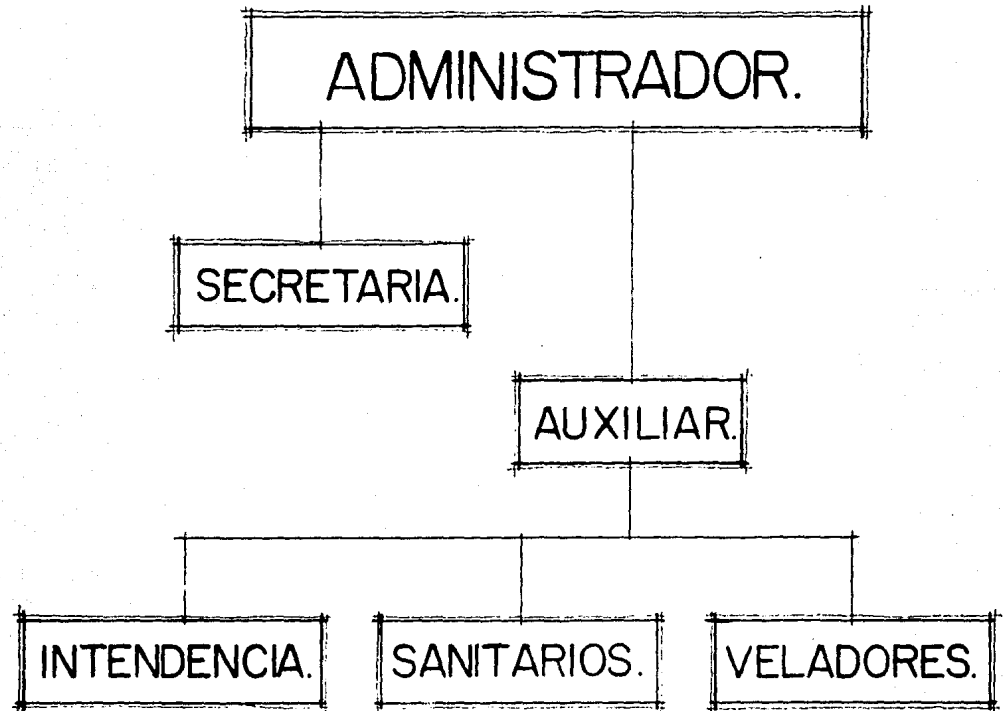 ADMINISTRADOR.
SECRETARIA.
AUXILIAR.
INTENDENCIA. SANITARIOS. VELADORES.